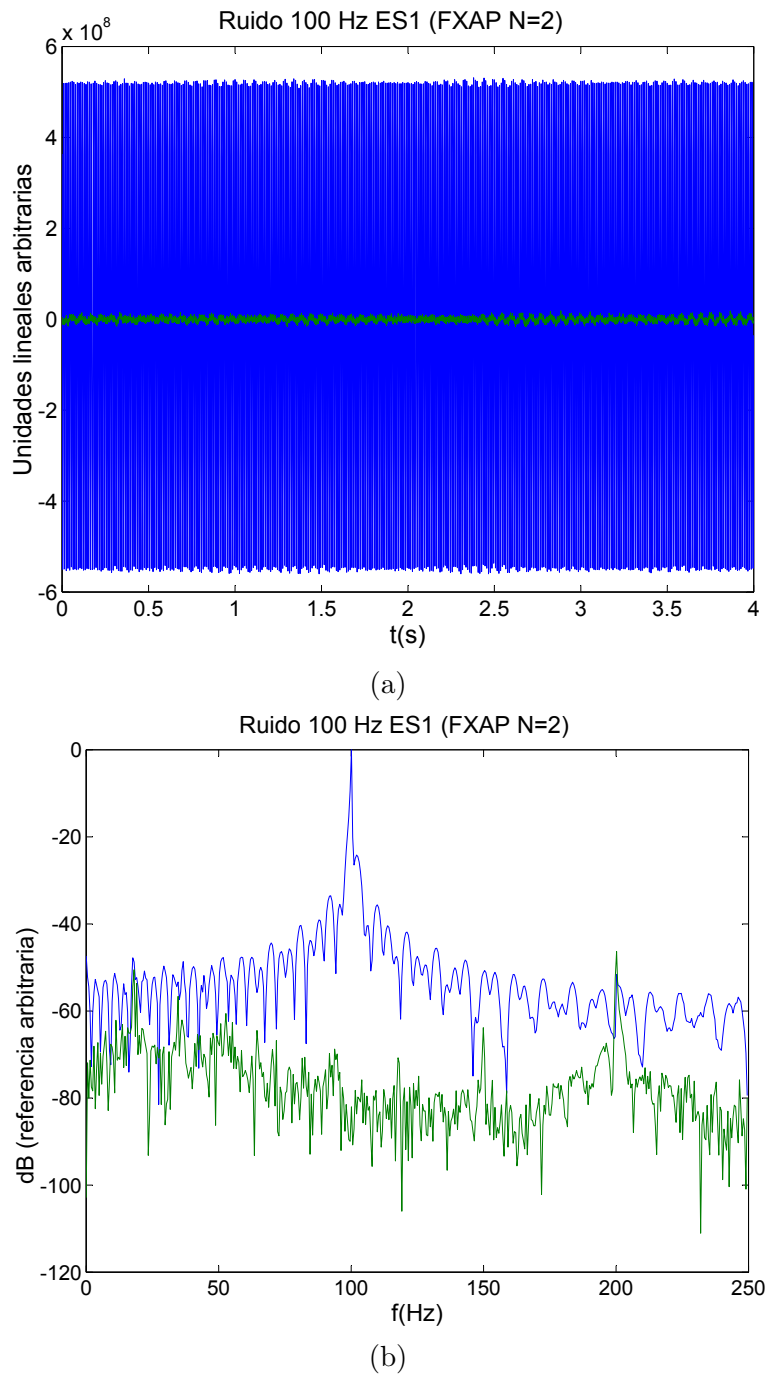 Ruido 100 Hz ES1 (FXAP N=2)
x 10^8
6
4
2
0
-2
-4
-6
Unidades lineales arbitrarias
0 0.5 1 1.5 2 2.5 3 3.5 4
t(s)
(a)
Ruido 100 Hz ES1 (FXAP N=2)
0
-20
-40
-60
-80
-100
-120
dB (referencia arbitraria)
0 50 100 150 200 250
f(Hz)
(b)